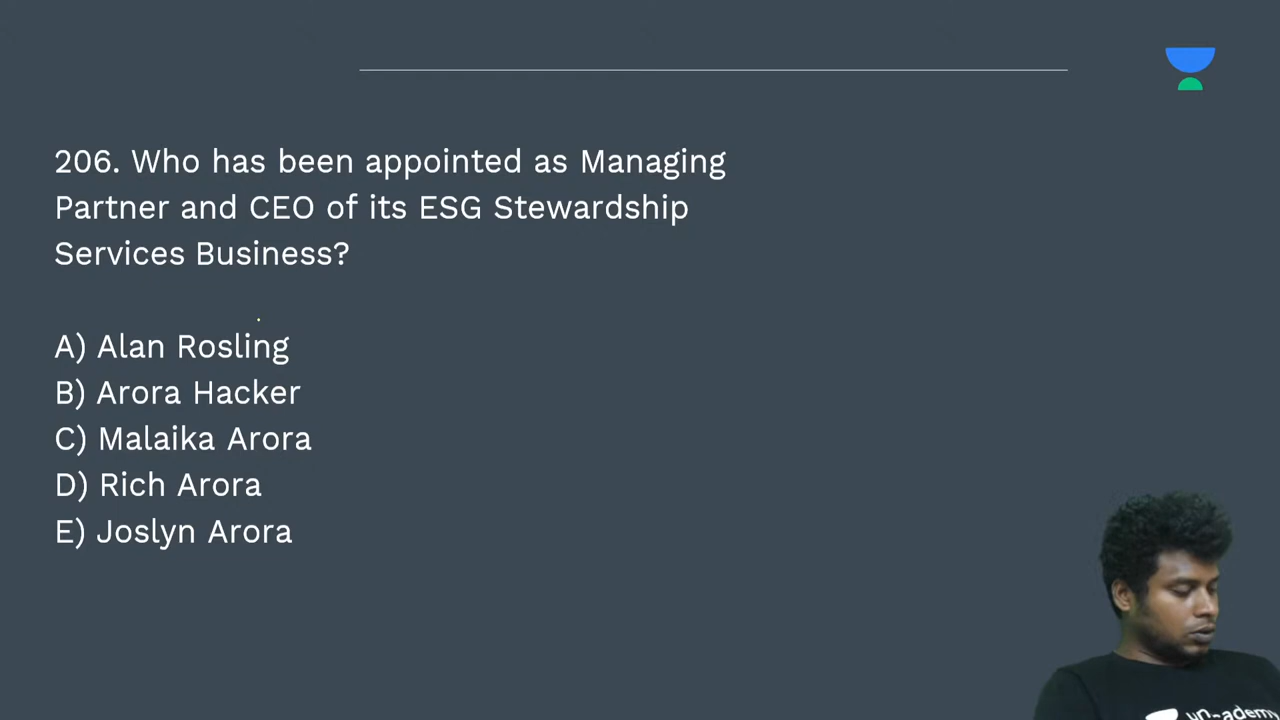 206. Who has been appointed as Managing
Partner and CEO of its ESG Stewardship
Services Business?
A) Alan Rosling
B) Arora Hacker
C) Malaika Arora
D) Rich Arora
E) Joslyn Arora